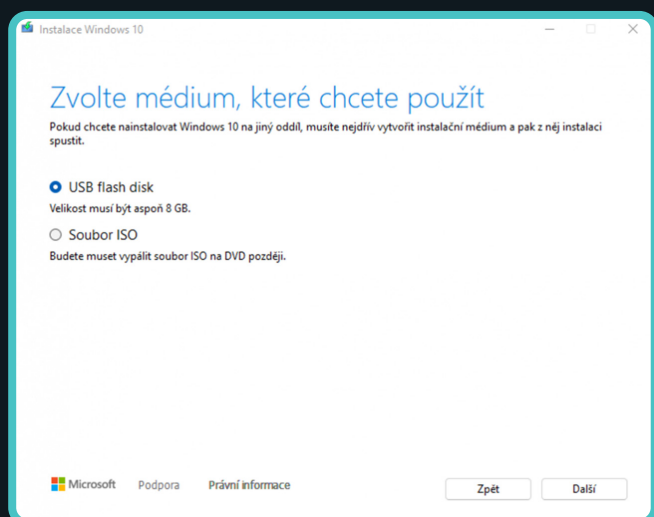 Instalace Windows 10
Zvolte médium, které chcete použít
Pokud chcete nainstalovat Windows 10 na jiný oddíl, musíte nejdřív vytvořit instalační médium a pak z něj instalaci
spustit.
USB flash disk
Velikost musí být aspoň 8 GB.
Soubor ISO
Budete muset vypálit soubor ISO na DVD později.
Microsoft Podpora Právní informace Zpět Další